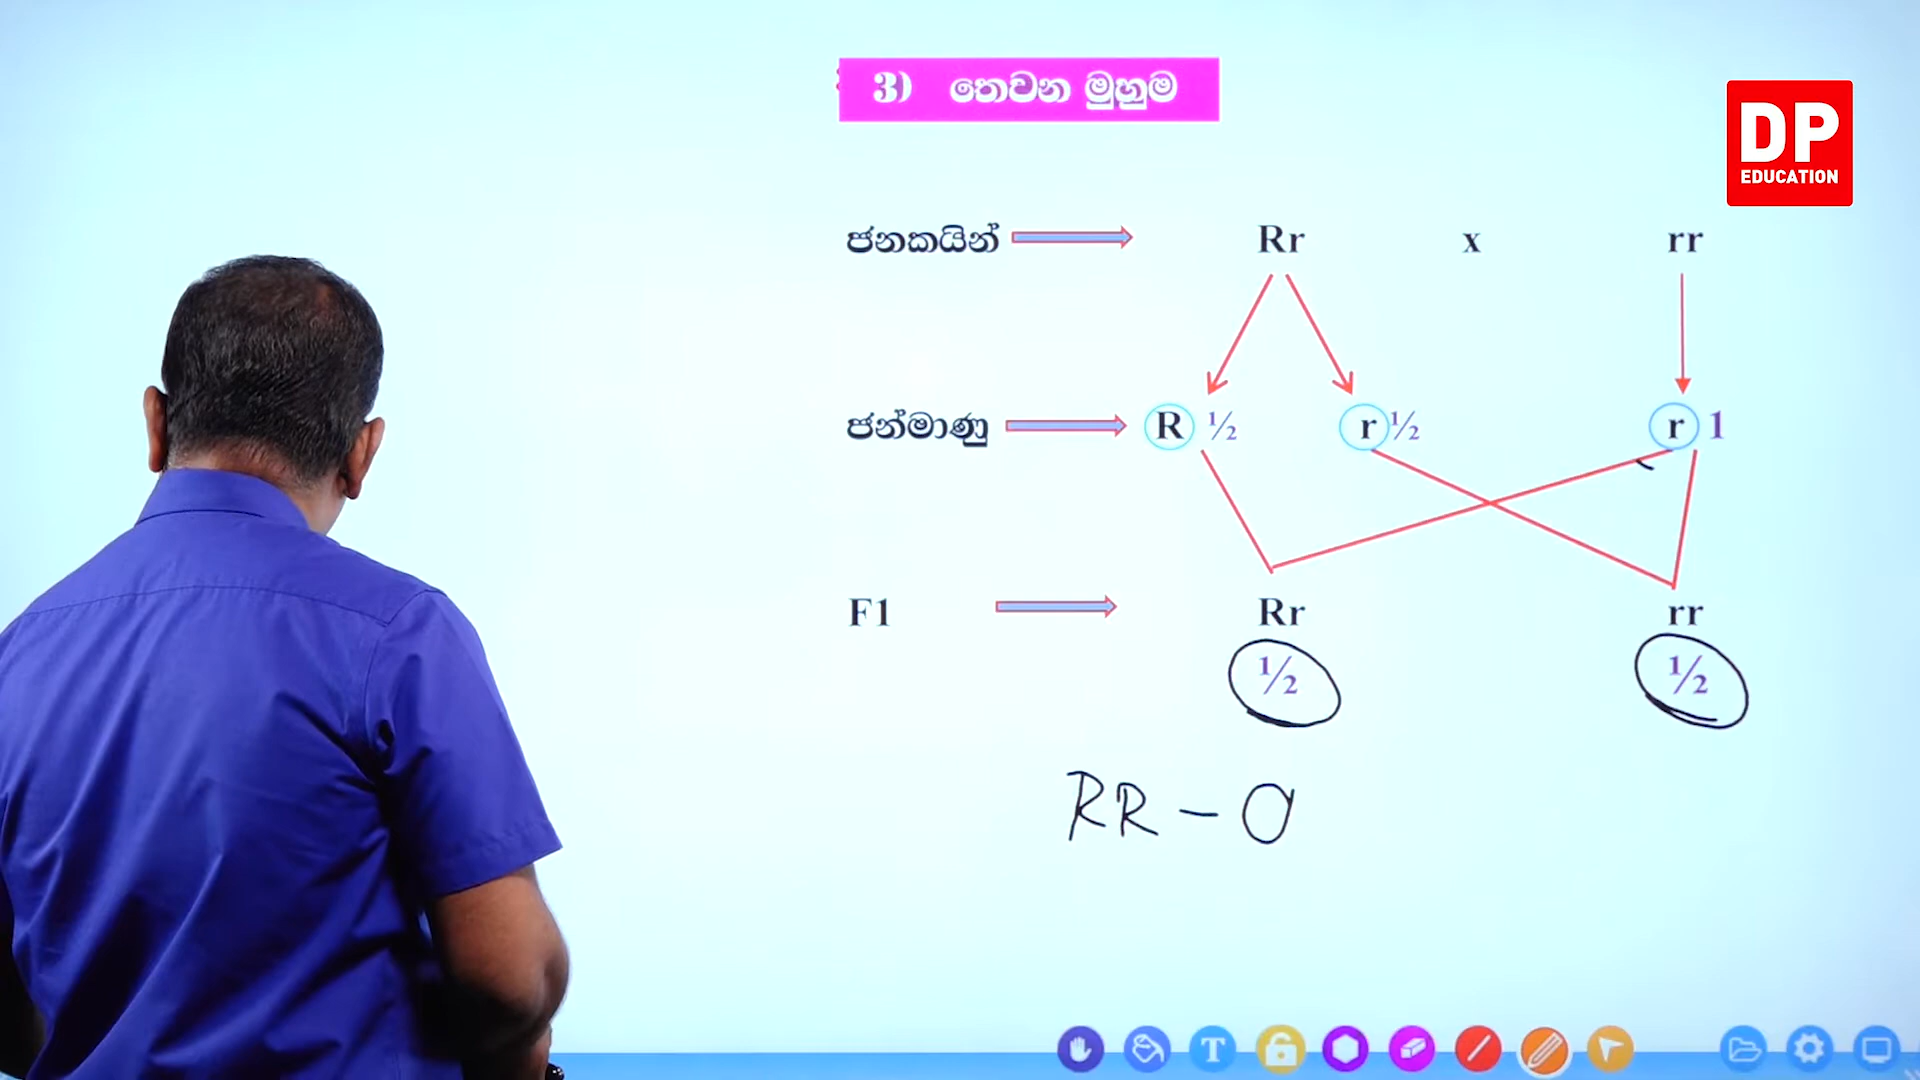 3) තෙවන මුහුම
DP
EDUCATION
ජනකයින් Rr x rr
ජන්මාණු R ½ r ½ r 1
F1 Rr rr
½ ½
RR - 0
T